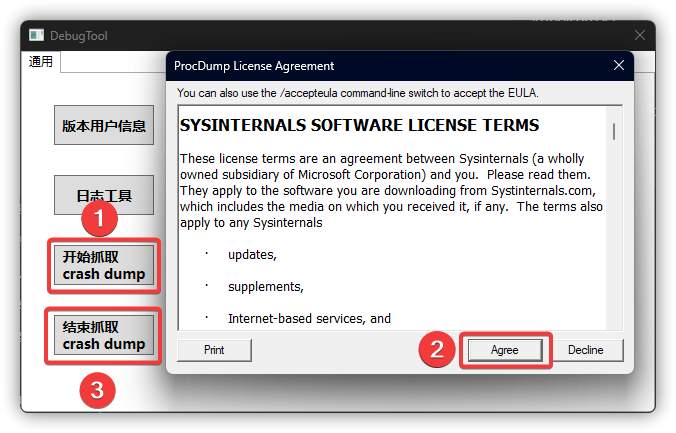 DebugTool
通用
版本用户信息
日志工具
1
开始抓取
crash dump
结束抓取
crash dump
3
ProcDump License Agreement
You can also use the /accepteula command-line switch to accept the EULA.
SYSINTERNALS SOFTWARE LICENSE TERMS
These license terms are an agreement between Sysinternals (a wholly
owned subsidiary of Microsoft Corporation) and you.  Please read them.
They apply to the software you are downloading from Systinternals.com,
which includes the media on which you received it, if any.  The terms also
apply to any Sysinternals
· updates,
· supplements,
· Internet-based services, and
Print
2
Agree
Decline